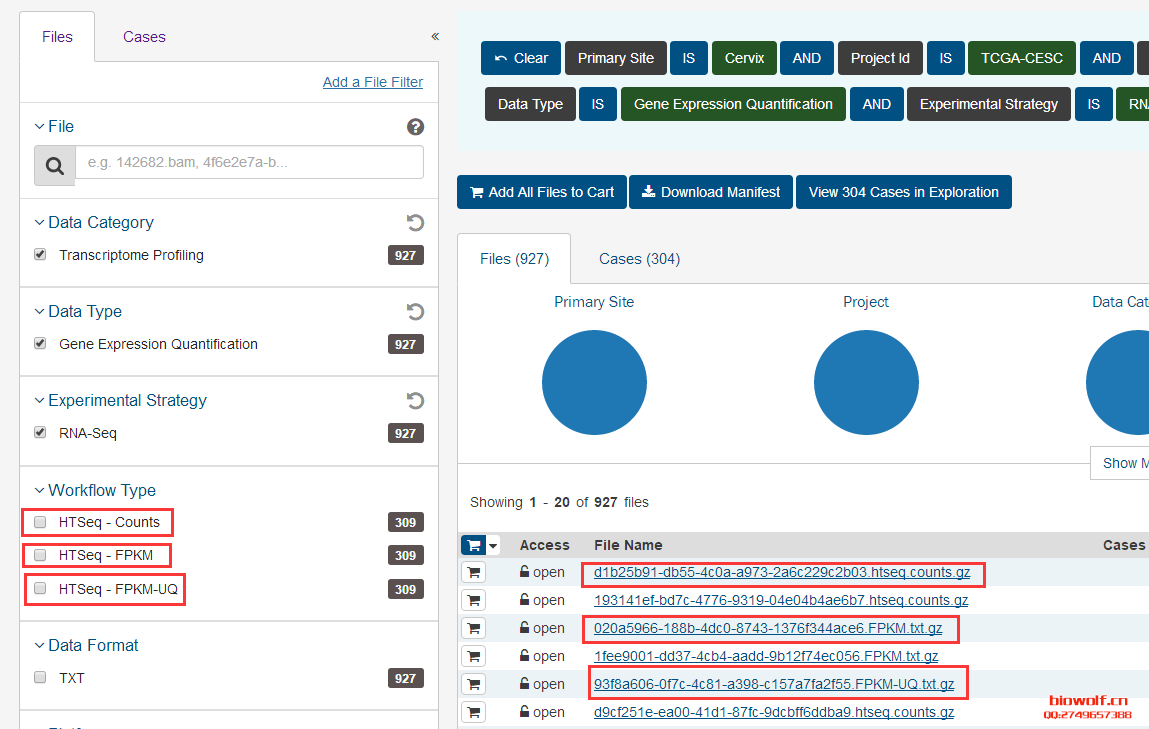 Files Cases «
Add a File Filter
File
e.g. 142682.bam, 4f6e2e7a-b...
Data Category
Transcriptome Profiling 927
Data Type
Gene Expression Quantification 927
Experimental Strategy
RNA-Seq 927
Workflow Type
HTSeq - Counts 309
HTSeq - FPKM 309
HTSeq - FPKM-UQ 309
Data Format
TXT 927
Clear Primary Site IS Cervix AND Project Id IS TCGA-CESC AND
Data Type IS Gene Expression Quantification AND Experimental Strategy IS RN
Add All Files to Cart Download Manifest View 304 Cases in Exploration
Files (927) Cases (304)
Primary Site Project Data Cat
Show M
Showing 1 - 20 of 927 files
Access File Name Cases
open d1b25b91-db55-4c0a-a973-2a6c229c2b03.htseq.counts.gz
open 193141ef-bd7c-4776-9319-04e04b4ae6b7.htseq.counts.gz
open 020a5966-188b-4dc0-8743-1376f344ace6.FPKM.txt.gz
open 1fee9001-dd37-4cb4-aadd-9b12f74ec056.FPKM.txt.gz
open 93f8a606-0f7c-4c81-a398-c157a7fa2f55.FPKM-UQ.txt.gz
open d9cf251e-ea00-41d1-87fc-9dcbff6ddba9.htseq.counts.gz
biowolf.cn
QQ:2749657388